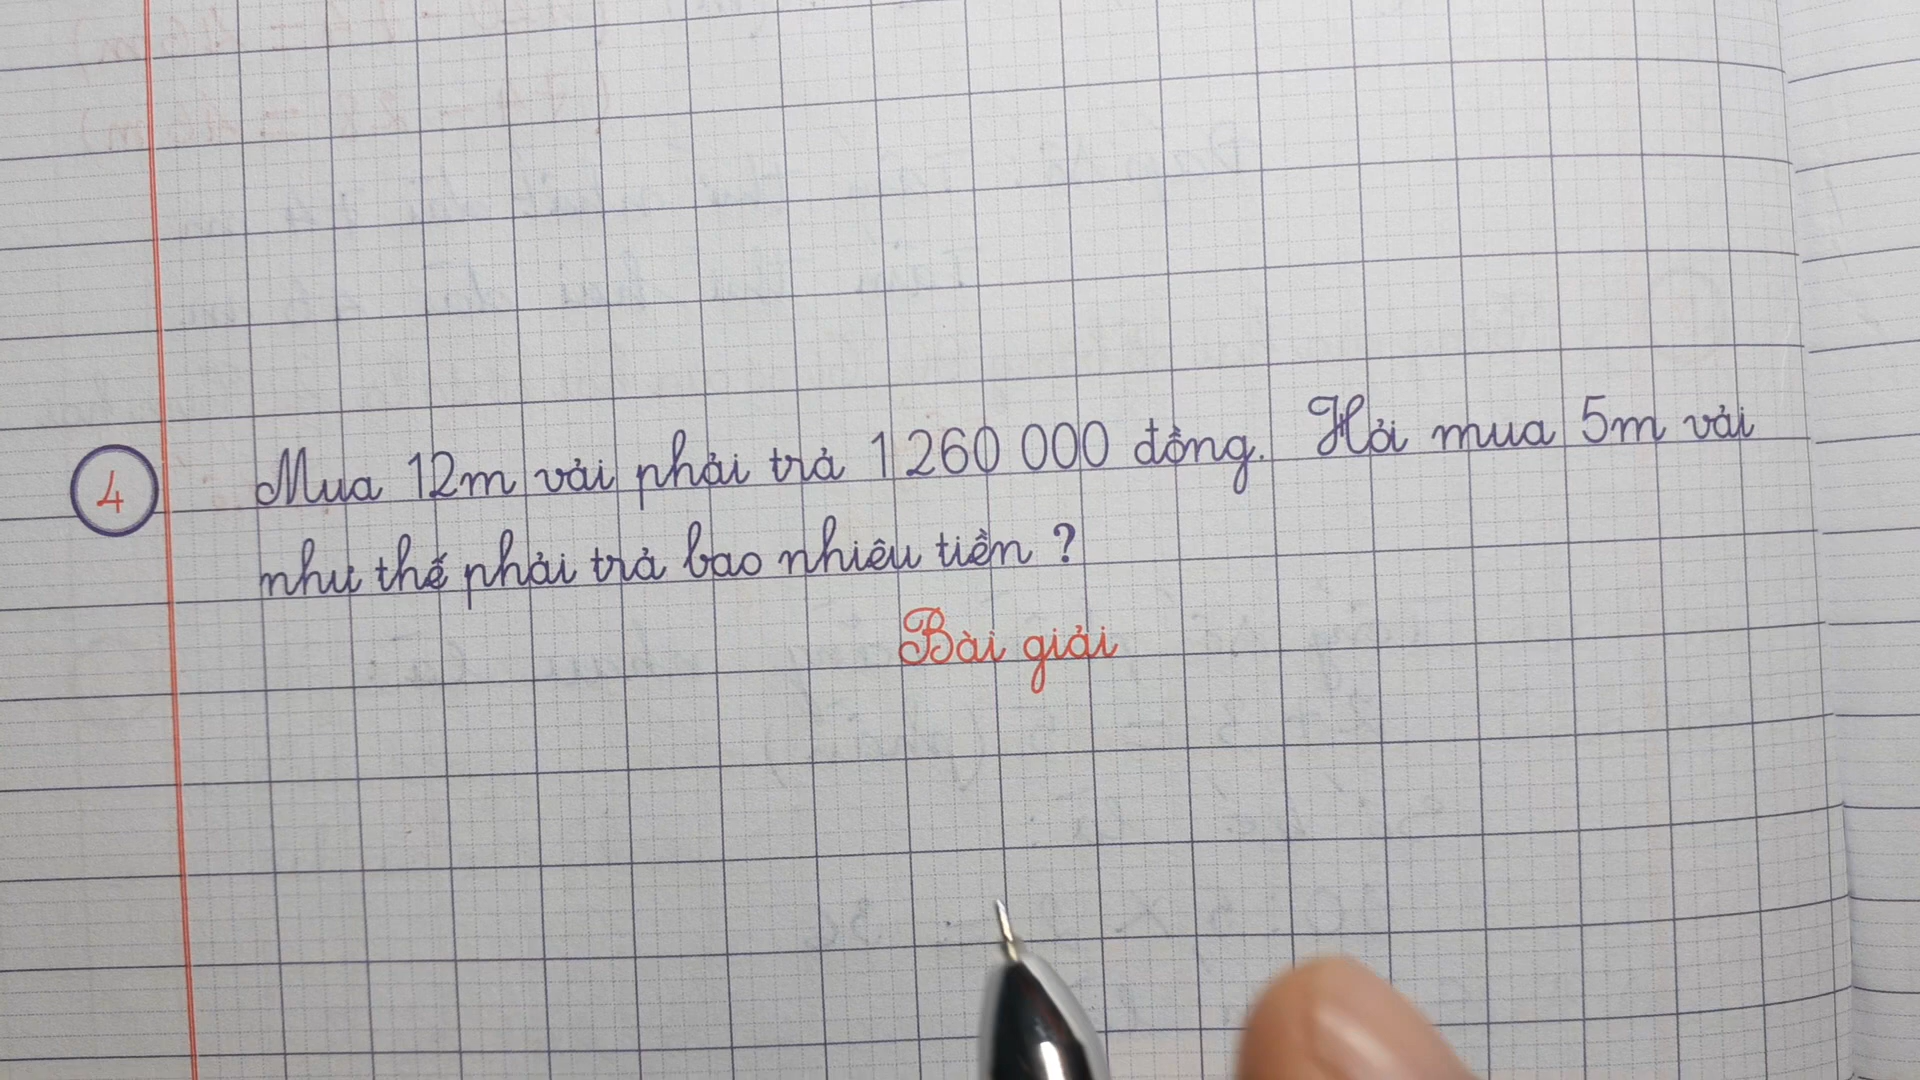 4 Mua 12m vải phải trả 1 260 000 đồng. Hỏi mua 5m vải
như thế phải trả bao nhiêu tiền ?
Bài giải